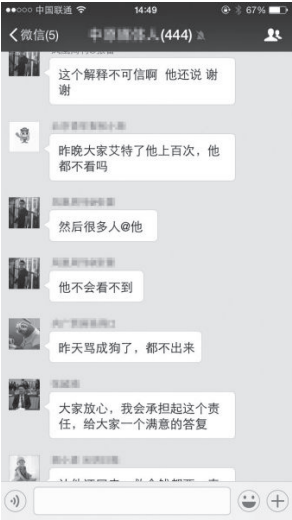 中国联通 14:49 67%
微信(5) (444)
这个解释不可信啊 他还说 谢
谢
昨晚大家艾特了他上百次，他
都不看吗
然后很多人@他
他不会看不到
昨天骂成狗了，都不出来
大家放心，我会承担起这个责
任，给大家一个满意的答复